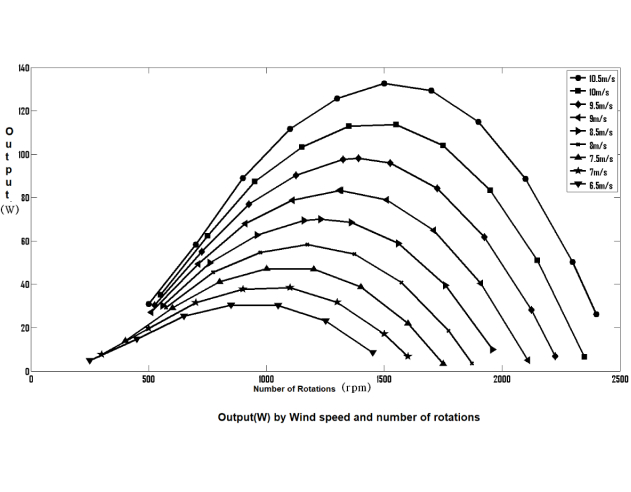 140
120
100
80
60
40
20
0
Output
(W)
10.5m/s
10m/s
9.5m/s
9m/s
8.5m/s
8m/s
7.5m/s
7m/s
6.5m/s
0 500 1000 1500 2000 2500
Number of Rotations (rpm)
Output(W) by Wind speed and number of rotations